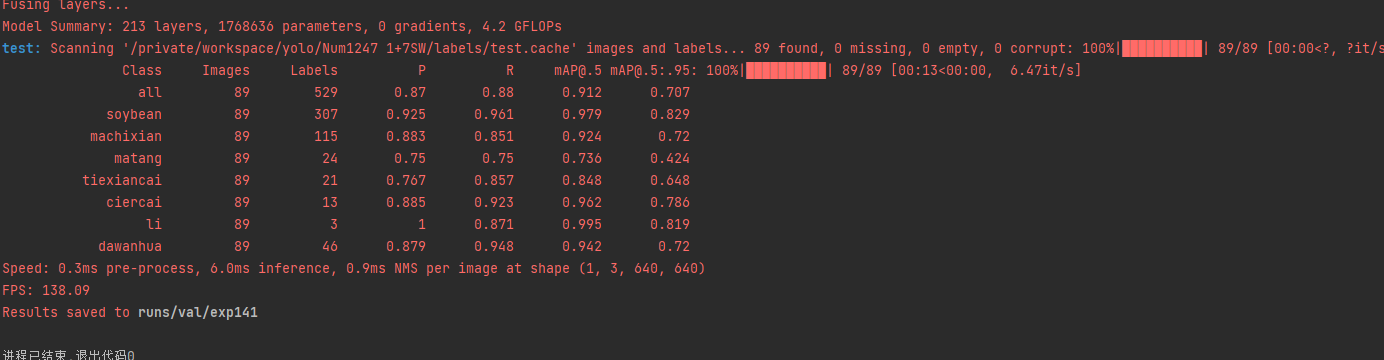 Fusing layers...
Model Summary: 213 layers, 1768636 parameters, 0 gradients, 4.2 GFLOPs
test: Scanning '/private/workspace/yolo/Num1247 1+7SW/labels/test.cache' images and labels... 89 found, 0 missing, 0 empty, 0 corrupt: 100%|██████████| 89/89 [00:00<?, ?it/s
Class Images Labels P R mAP@.5 mAP@.5:.95: 100%|██████████| 89/89 [00:13<00:00, 6.47it/s]
all 89 529 0.87 0.88 0.912 0.707
soybean 89 307 0.925 0.961 0.979 0.829
machixian 89 115 0.883 0.851 0.924 0.72
matang 89 24 0.75 0.75 0.736 0.424
tiexiancai 89 21 0.767 0.857 0.848 0.648
ciercai 89 13 0.885 0.923 0.962 0.786
li 89 3 1 0.871 0.995 0.819
dawanhua 89 46 0.879 0.948 0.942 0.72
Speed: 0.3ms pre-process, 6.0ms inference, 0.9ms NMS per image at shape (1, 3, 640, 640)
FPS: 138.09
Results saved to runs/val/exp141
进程已结束,退出代码0